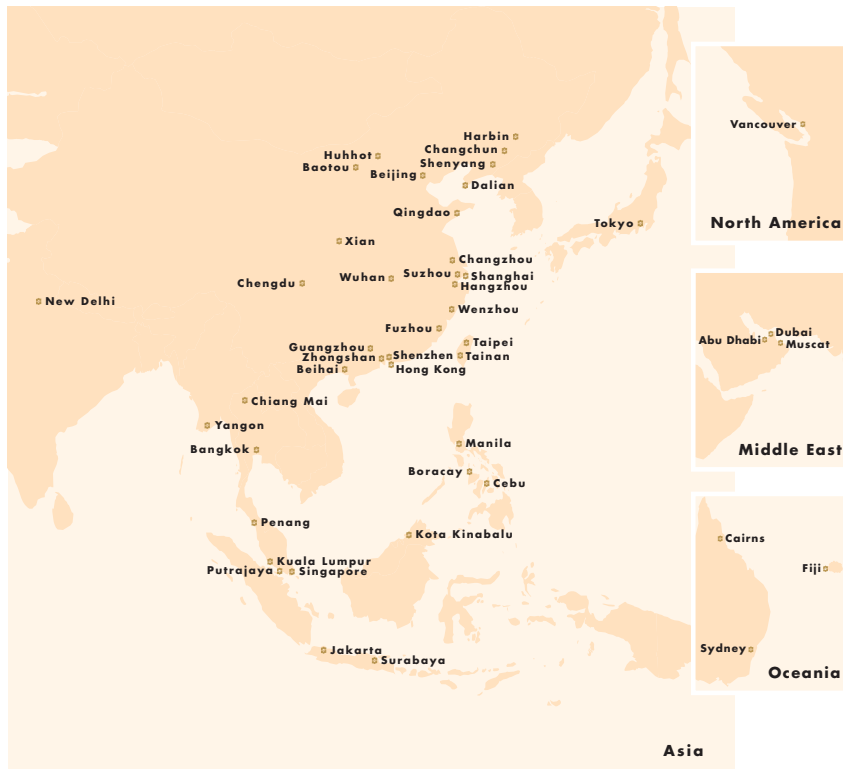 Harbin
Changchun
Huhhot
Shenyang
Baotou
Beijing
Dalian
Qingdao
Tokyo
Xian
Changzhou
Suzhou
Shanghai
Wuhan
Chengdu
Hangzhou
New Delhi
Wenzhou
Fuzhou
Taipei
Guangzhou
Zhongshan
Shenzhen
Tainan
Beihai
Hong Kong
Chiang Mai
Yangon
Manila
Bangkok
Boracay
Cebu
Penang
Kota Kinabalu
Kuala Lumpur
Putrajaya
Singapore
Jakarta
Surabaya
Asia
Vancouver
North America
Dubai
Abu Dhabi
Muscat
Middle East
Cairns
Fiji
Sydney
Oceania